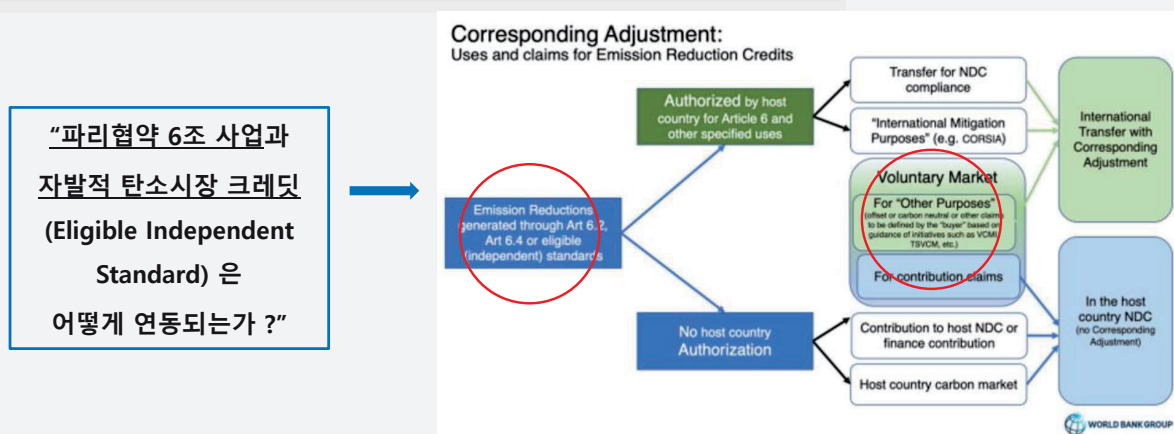 “파리협약 6조 사업과
자발적 탄소시장 크레딧
(Eligible Independent
Standard) 은
어떻게 연동되는가 ?”
Corresponding Adjustment:
Uses and claims for Emission Reduction Credits
Emission Reductions
generated through Art 6.2,
Art 6.4 or eligible
(independent) standards
Authorized by host
country for Article 6 and
other specified uses
No host country
Authorization
Transfer for NDC
compliance
“International Mitigation
Purposes” (e.g. CORSIA)
Voluntary Market
For “Other Purposes”
(offset or carbon neutral or other claims
to be defined by the “buyer” based on
guidance of initiatives such as VCMI,
TSVCM, etc.)
For contribution claims
Contribution to host NDC or
finance contribution
Host country carbon market
International
Transfer with
Corresponding
Adjustment
In the host
country NDC
(no Corresponding
Adjustment)
WORLD BANK GROUP